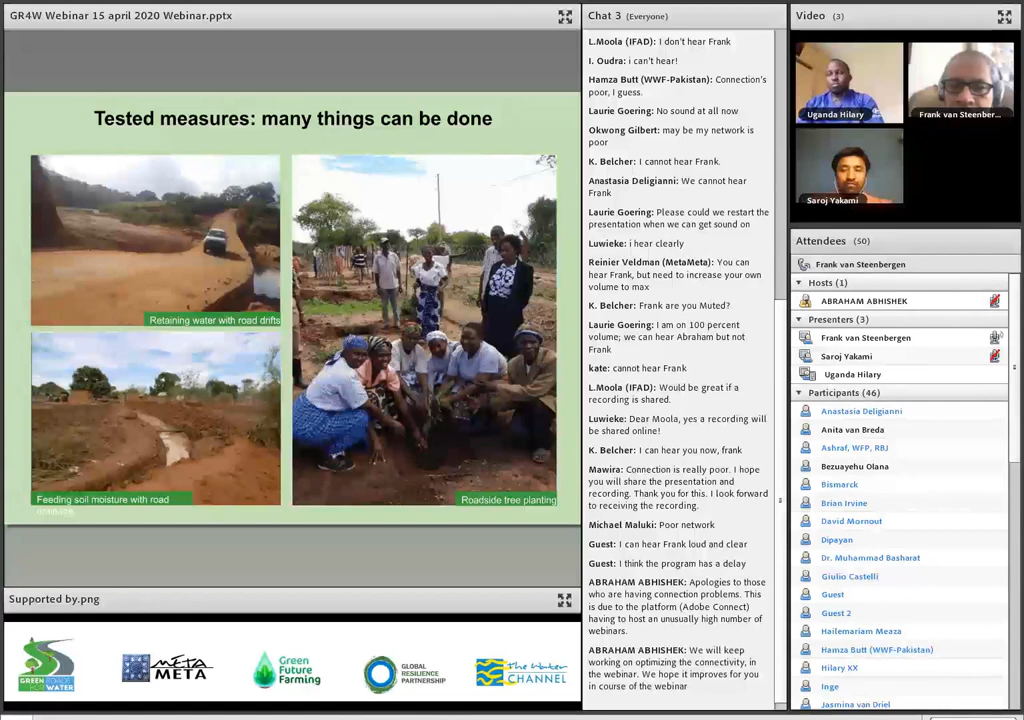 GR4W Webinar 15 april 2020 Webinar.pptx
Tested measures: many things can be done
Retaining water with road drifts
Feeding soil moisture with road
drainage
Roadside tree planting
Supported by.png
GREEN ROADS
FOR WATER
META
META
Green
Future
Farming
GLOBAL
RESILIENCE
PARTNERSHIP
The Water
CHANNEL
Chat 3 (Everyone)
L.Moola (IFAD): I don't hear Frank
I. Oudra: i can't hear!
Hamza Butt (WWF-Pakistan): Connection's
poor, I guess.
Laurie Goering: No sound at all now
Okwong Gilbert: may be my network is
poor
K. Belcher: I cannot hear Frank.
Anastasia Deligianni: We cannot hear
Frank
Laurie Goering: Please could we restart the
presentation when we can get sound on
Luwieke: i hear clearly
Reinier Veldman (MetaMeta): You can
hear Frank, but need to increase your own
volume to max
K. Belcher: Frank are you Muted?
Laurie Goering: I am on 100 percent
volume; we can hear Abraham but not
Frank
kate: cannot hear Frank
L.Moola (IFAD): Would be great if a
recording is shared.
Luwieke: Dear Moola, yes a recording will
be shared online!
K. Belcher: I can hear you now, frank
Mawira: Connection is really poor. I hope
you will share the presentation and
recording. Thank you for this. I look forward
to receiving the recording.
Michael Maluki: Poor network
Guest: I can hear Frank loud and clear
Guest: I think the program has a delay
ABRAHAM ABHISHEK: Apologies to those
who are having connection problems. This
is due to the platform (Adobe Connect)
having to host an unusually high number of
webinars.
ABRAHAM ABHISHEK: We will keep
working on optimizing the connectivity, in
the webinar. We hope it improves for you
in course of the webinar
Video (3)
Uganda Hilary
Frank van Steenber...
Saroj Yakami
Attendees (50)
Frank van Steenbergen
Hosts (1)
ABRAHAM ABHISHEK
Presenters (3)
Frank van Steenbergen
Saroj Yakami
Uganda Hilary
Participants (46)
Anastasia Deligianni
Anita van Breda
Ashraf, WFP, RBJ
Bezuayehu Olana
Bismarck
Brian Irvine
David Mornout
Dipayan
Dr. Muhammad Basharat
Giulio Castelli
Guest
Guest 2
Hailemariam Meaza
Hamza Butt (WWF-Pakistan)
Hilary XX
Inge
Jasmina van Driel